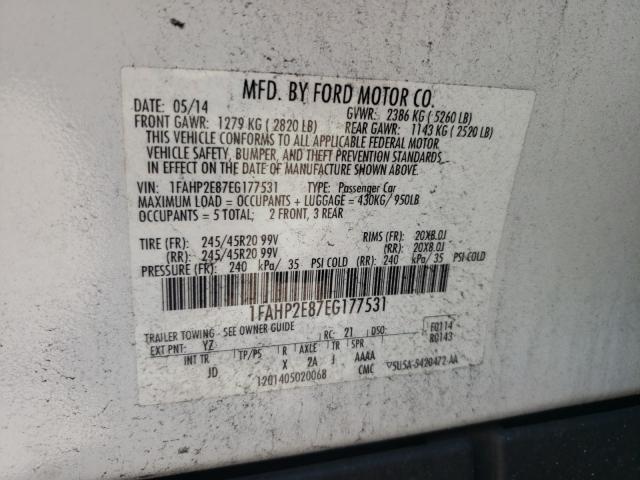 MFD. BY FORD MOTOR CO.
DATE: 05/14 GVWR: 2386 KG ( 5260 LB)
FRONT GAWR: 1279 KG ( 2820 LB) REAR GAWR: 1143 KG ( 2520 LB)
THIS VEHICLE CONFORMS TO ALL APPLICABLE FEDERAL MOTOR
VEHICLE SAFETY, BUMPER, AND THEFT PREVENTION STANDARDS
IN EFFECT ON THE DATE OF MANUFACTURE SHOWN ABOVE.
VIN: 1FAHP2E87EG177531 TYPE: Passenger Car
MAXIMUM LOAD = OCCUPANTS + LUGGAGE = 430KG/ 950LB
OCCUPANTS = 5 TOTAL; 2 FRONT, 3 REAR
TIRE (FR): 245/45R20 99V RIMS (FR): 20X8.0J
(RR): 245/45R20 99V (RR): 20X8.0J
PRESSURE (FR): 240 kPa/ 35 PSI COLD (RR): 240 kPa/ 35 PSI COLD
1FAHP2E87EG177531
TRAILER TOWING - SEE OWNER GUIDE
EXT PNT: YZ RC: 21 DSO: F0114
R0143
INT TR TP/PS R AXLE TR SPR
JD X 2A J AAAA
1201405020068 CMC 5U5A-5420472-AA